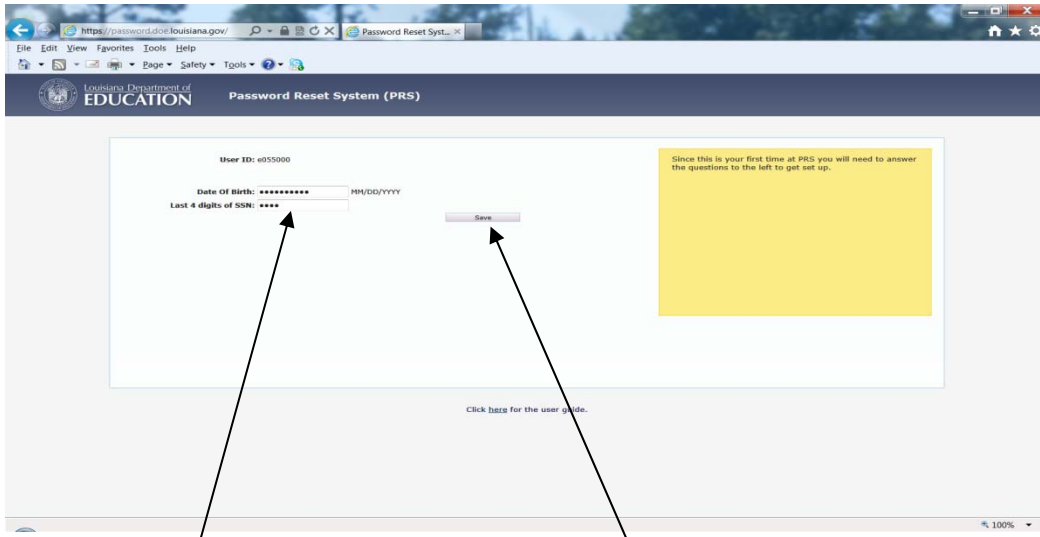 https://password.doe.louisiana.gov/
Password Reset Syst...
File Edit View Favorites Tools Help
Page Safety Tools
Louisiana Department of
EDUCATION
Password Reset System (PRS)
User ID: e055000
Date Of Birth: •••••••••• MM/DD/YYYY
Last 4 digits of SSN: ••••
Save
Since this is your first time at PRS you will need to answer
the questions to the left to get set up.
Click here for the user guide.
100%